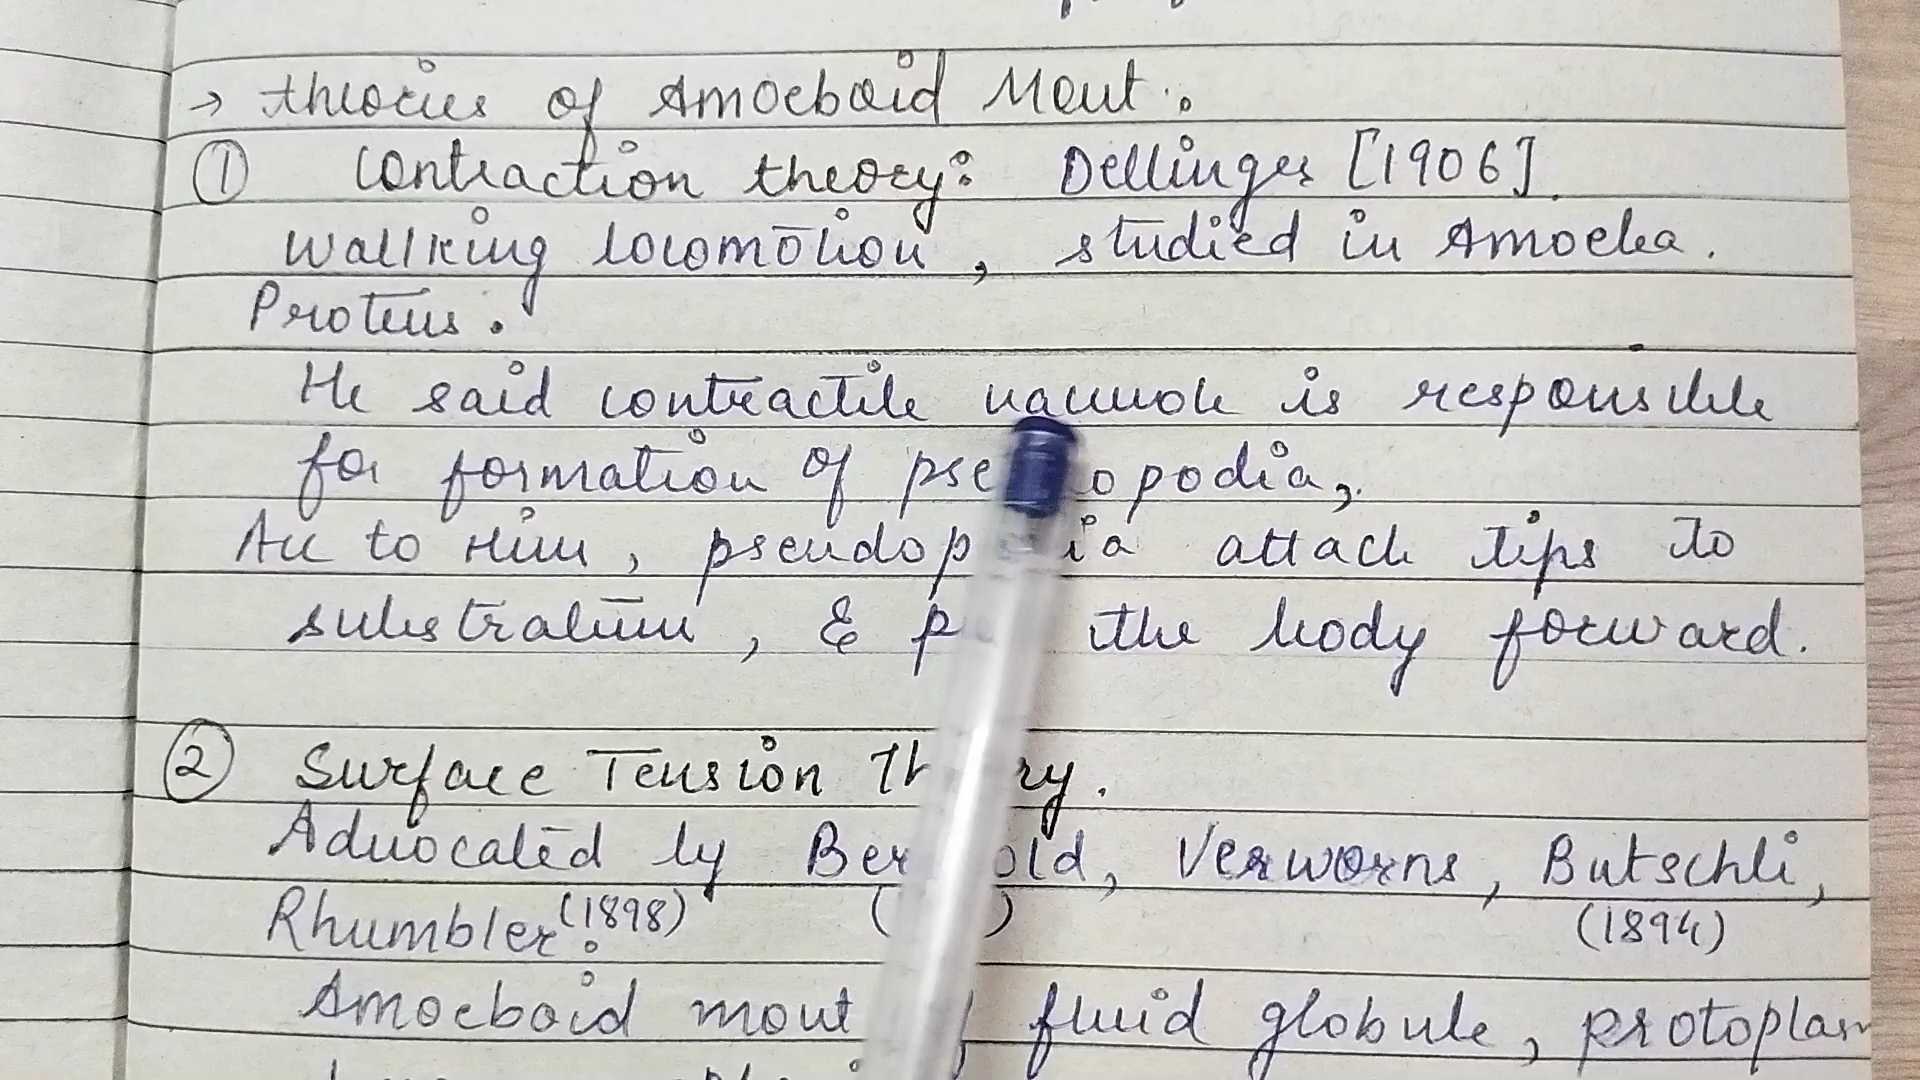 → theories of Amoeboid Movt.
① Contraction theory: Dellinger [1906].
Wallking locomotion, studied in Amoeba.
Proteus.
He said contractile vacuole is responsible
for formation of pse opodia,
Acc to Him, pseudop ia attach tips to
substratum, & p the body forward.
② Surface Tension Th ry.
Advocated by Ber old, Verworns, Butschli,
Rhumbler (1898): ( ) (1894)
Amoeboid movt fluid globule, protoplasm